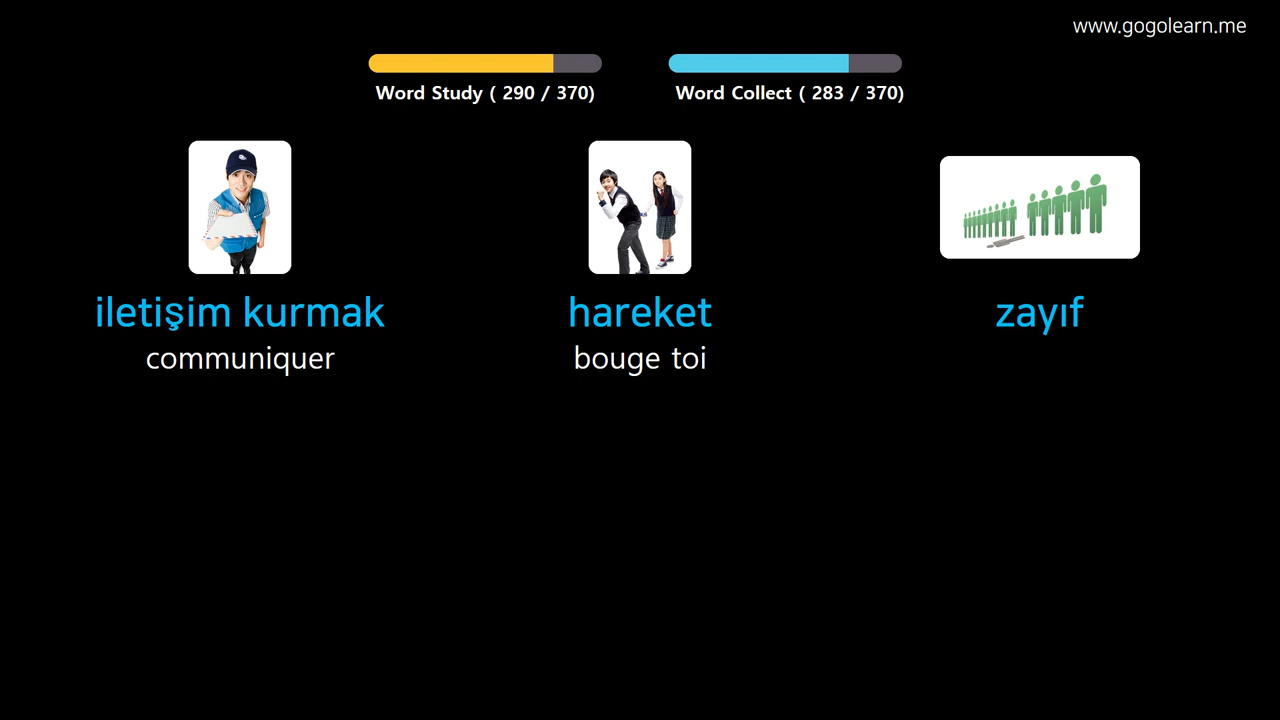 www.gogolearn.me
Word Study ( 290 / 370)
Word Collect ( 283 / 370)
iletişim kurmak
communiquer
hareket
bouge toi
zayıf